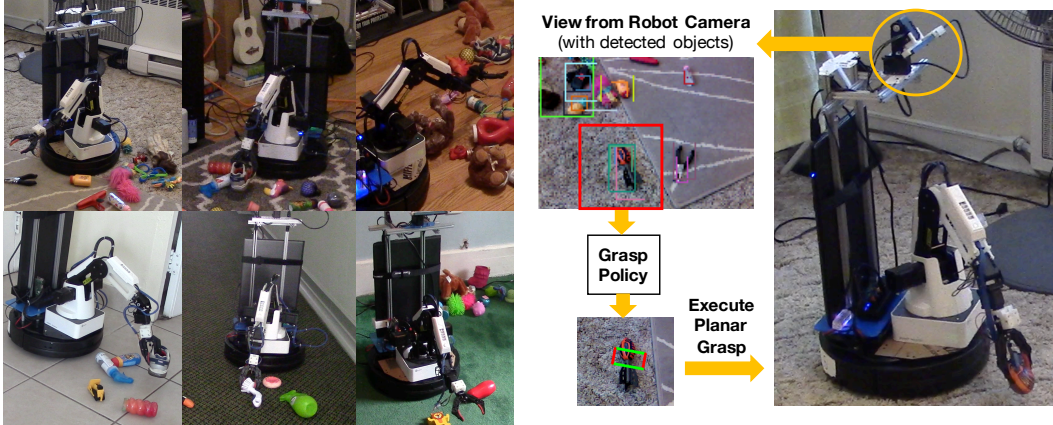 View from Robot Camera
(with detected objects)
Grasp
Policy
Execute
Planar
Grasp